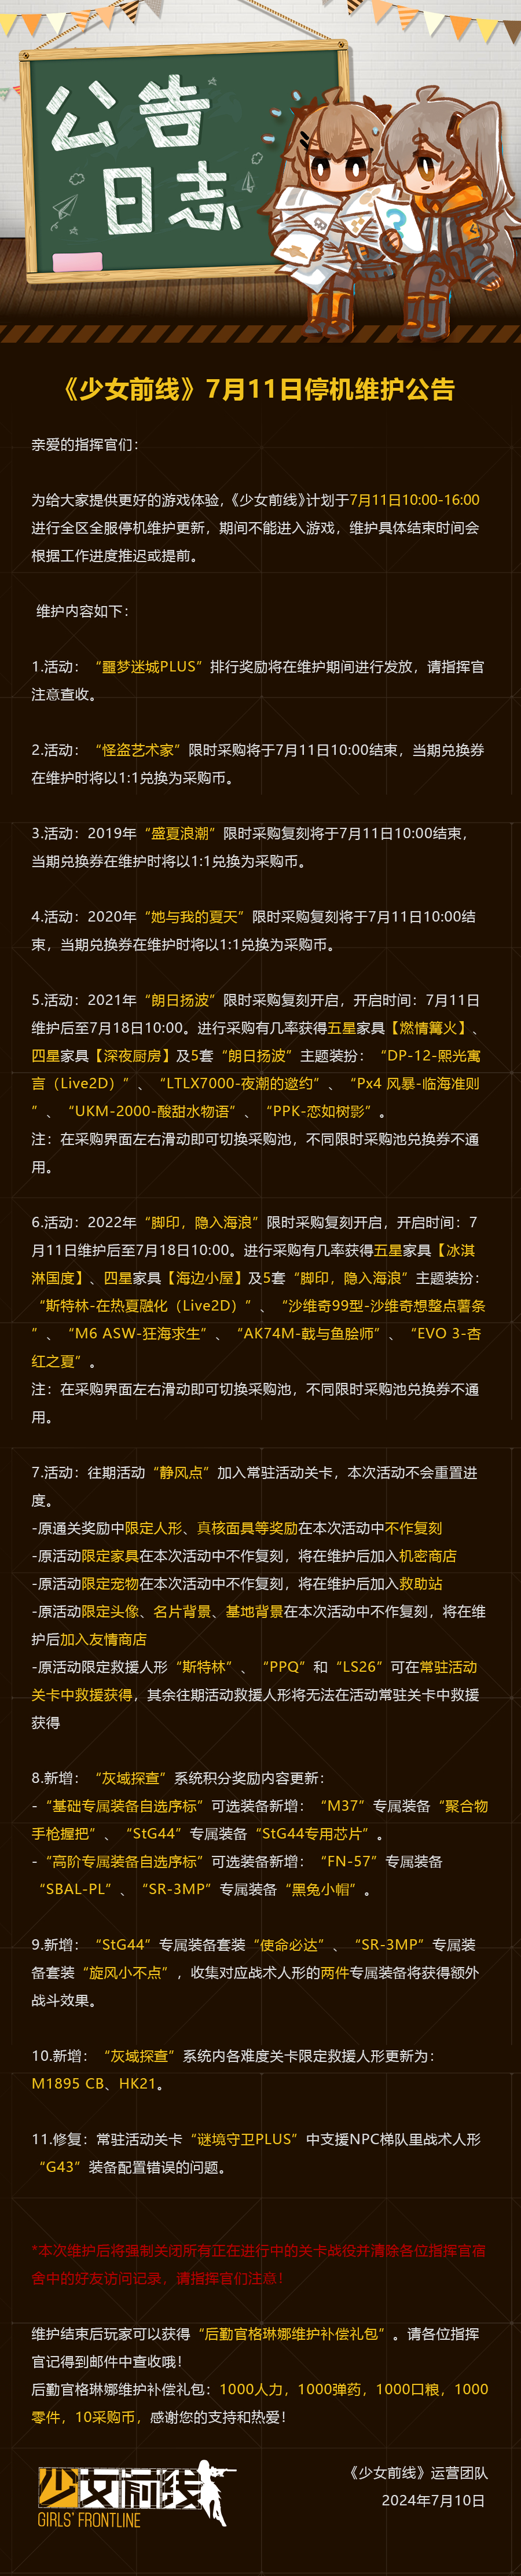 公告
日志
?
《少女前线》7月11日停机维护公告
亲爱的指挥官们：
为给大家提供更好的游戏体验，《少女前线》计划于7月11日10:00-16:00
进行全区全服停机维护更新，期间不能进入游戏，维护具体结束时间会
根据工作进度推迟或提前。
维护内容如下：
1.活动：“噩梦迷城PLUS”排行奖励将在维护期间进行发放，请指挥官
注意查收。
2.活动：“怪盗艺术家”限时采购将于7月11日10:00结束，当期兑换券
在维护时将以1:1兑换为采购币。
3.活动：2019年“盛夏浪潮”限时采购复刻将于7月11日10:00结束，
当期兑换券在维护时将以1:1兑换为采购币。
4.活动：2020年“她与我的夏天”限时采购复刻将于7月11日10:00结
束，当期兑换券在维护时将以1:1兑换为采购币。
5.活动：2021年“朗日扬波”限时采购复刻开启，开启时间：7月11日
维护后至7月18日10:00。进行采购有几率获得五星家具【燃情篝火】、
四星家具【深夜厨房】及5套“朗日扬波”主题装扮：“DP-12-熙光寓
言（Live2D）”、“LTLX7000-夜潮的邀约”、“Px4 风暴-临海准则
”、“UKM-2000-酸甜水物语”、“PPK-恋如树影”。
注：在采购界面左右滑动即可切换采购池，不同限时采购池兑换券不通
用。
6.活动：2022年“脚印，隐入海浪”限时采购复刻开启，开启时间：7
月11日维护后至7月18日10:00。进行采购有几率获得五星家具【冰淇
淋国度】、四星家具【海边小屋】及5套“脚印，隐入海浪”主题装扮：
“斯特林-在热夏融化（Live2D）”、“沙维奇99型-沙维奇想整点薯条
”、“M6 ASW-狂海求生”、“AK74M-戟与鱼脍师”、“EVO 3-杏
红之夏”。
注：在采购界面左右滑动即可切换采购池，不同限时采购池兑换券不通
用。
7.活动：往期活动“静风点”加入常驻活动关卡，本次活动不会重置进
度。
-原通关奖励中限定人形、真核面具等奖励在本次活动中不作复刻
-原活动限定家具在本次活动中不作复刻，将在维护后加入机密商店
-原活动限定宠物在本次活动中不作复刻，将在维护后加入救助站
-原活动限定头像、名片背景、基地背景在本次活动中不作复刻，将在维
护后加入友情商店
-原活动限定救援人形“斯特林”、“PPQ”和“LS26”可在常驻活动
关卡中救援获得，其余往期活动救援人形将无法在活动常驻关卡中救援
获得
8.新增：“灰域探查”系统积分奖励内容更新：
-“基础专属装备自选序标”可选装备新增：“M37”专属装备“聚合物
手枪握把”、“StG44”专属装备“StG44专用芯片”。
-“高阶专属装备自选序标”可选装备新增：“FN-57”专属装备
“SBAL-PL”、“SR-3MP”专属装备“黑兔小帽”。
9.新增：“StG44”专属装备套装“使命必达”、“SR-3MP”专属装
备套装“旋风小不点”，收集对应战术人形的两件专属装备将获得额外
战斗效果。
10.新增：“灰域探查”系统内各难度关卡限定救援人形更新为：
M1895 CB、HK21。
11.修复：常驻活动关卡“谜境守卫PLUS”中支援NPC梯队里战术人形
“G43”装备配置错误的问题。
*本次维护后将强制关闭所有正在进行中的关卡战役并清除各位指挥官宿
舍中的好友访问记录，请指挥官们注意！
维护结束后玩家可以获得“后勤官格琳娜维护补偿礼包”。请各位指挥
官记得到邮件中查收哦！
后勤官格琳娜维护补偿礼包：1000人力，1000弹药，1000口粮，1000
零件，10采购币，感谢您的支持和热爱！
少女前线
GIRLS' FRONTLINE
《少女前线》运营团队
2024年7月10日